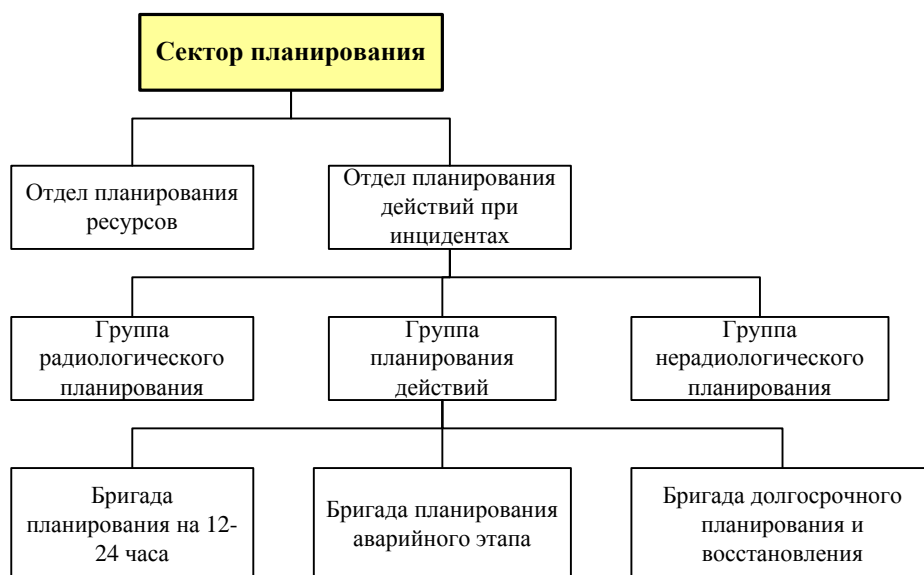 Сектор планирования
Отдел планирования
ресурсов
Отдел планирования
действий при
инцидентах
Группа
радиологического
планирования
Группа
планирования
действий
Группа
нерадиологического
планирования
Бригада
планирования на 12-
24 часа
Бригада планирования
аварийного этапа
Бригада долгосрочного
планирования и
восстановления